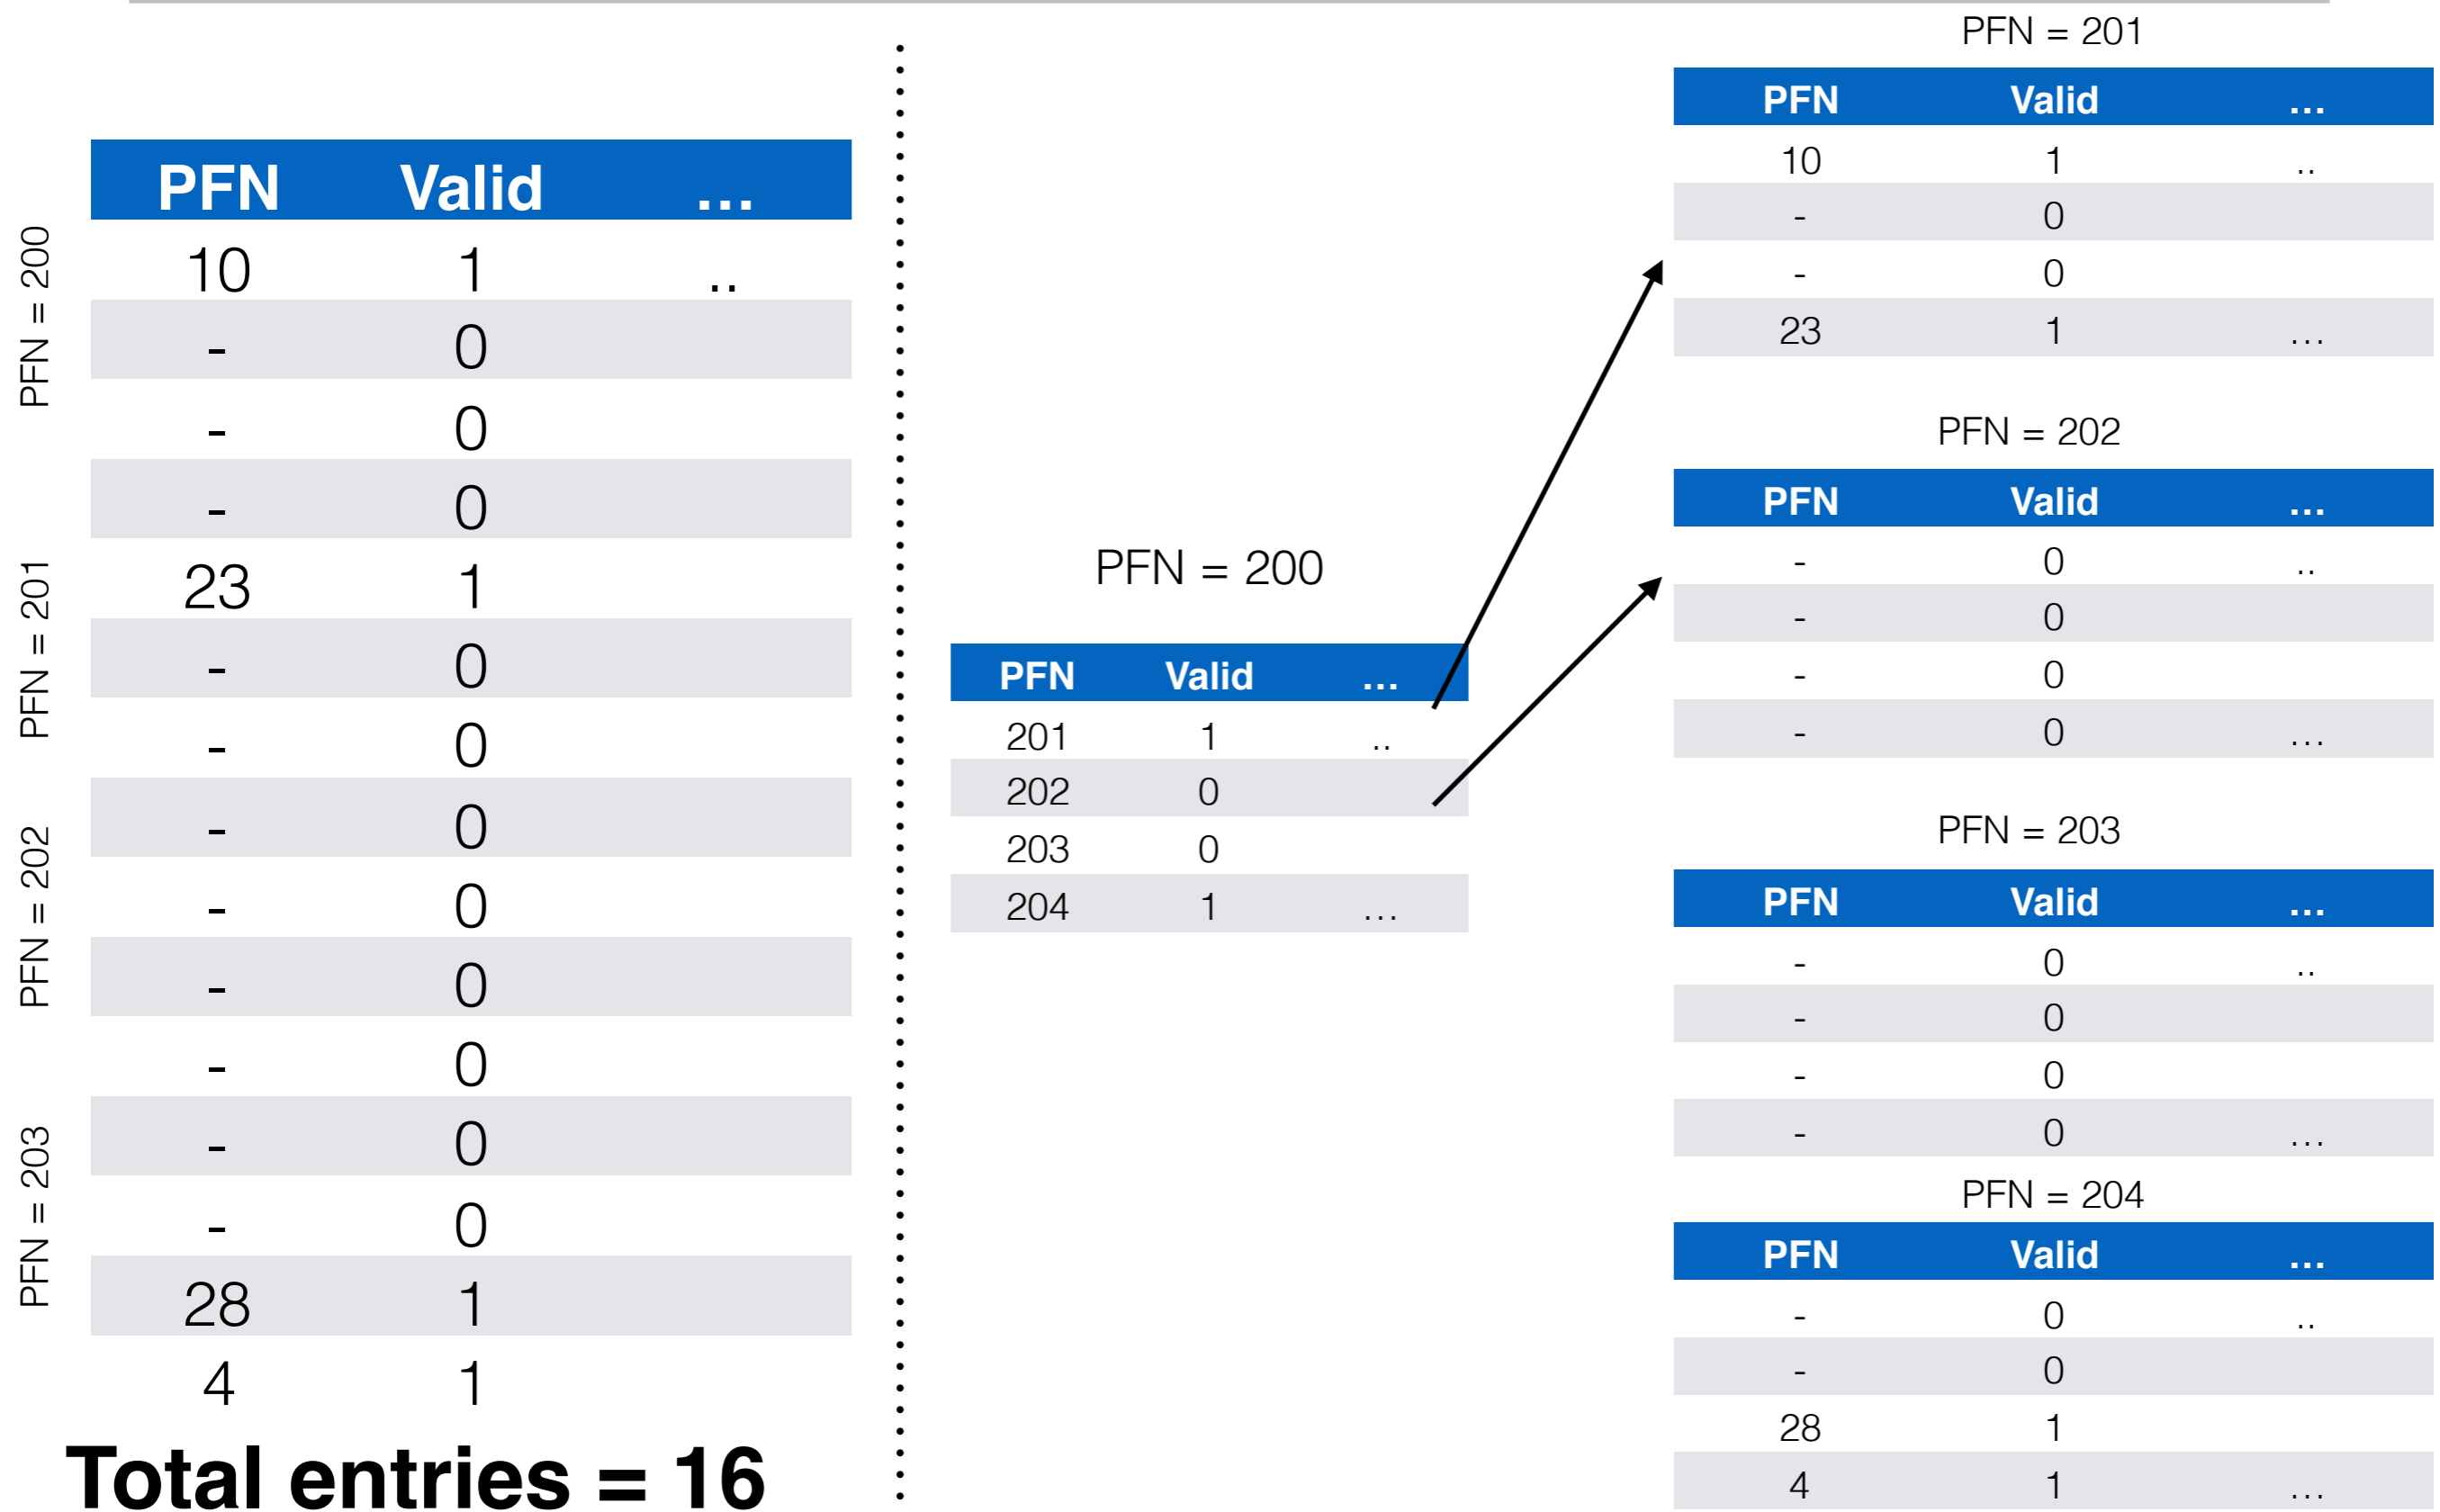 PFN Valid ...
PFN = 200
10 1 ..
- 0
- 0
- 0
PFN = 201
23 1
- 0
- 0
- 0
PFN = 202
- 0
- 0
- 0
- 0
PFN = 203
- 0
28 1
4 1
Total entries = 16
PFN = 200
PFN Valid ...
201 1 ..
202 0
203 0
204 1 ...
PFN = 201
PFN Valid ...
10 1 ..
- 0
- 0
23 1 ...
PFN = 202
PFN Valid ...
- 0 ..
- 0
- 0
- 0 ...
PFN = 203
PFN Valid ...
- 0 ..
- 0
- 0
- 0 ...
PFN = 204
PFN Valid ...
- 0 ..
- 0
28 1
4 1 ...